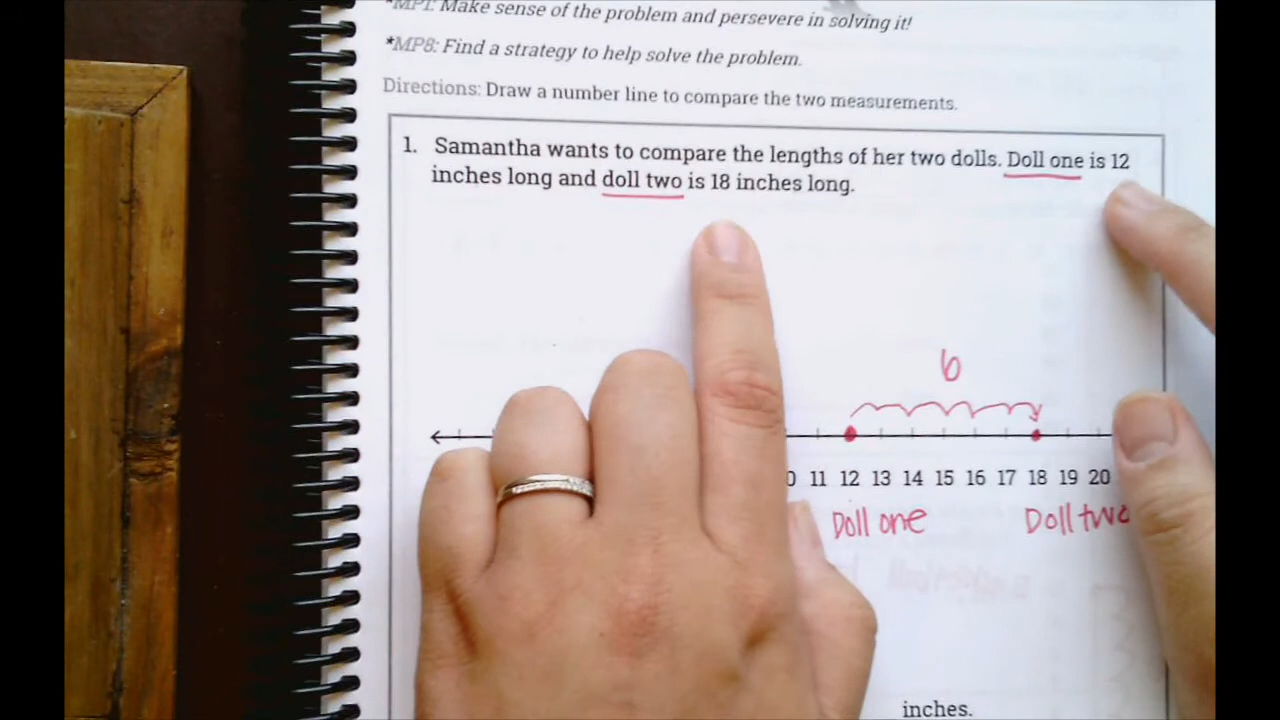 *MP1: Make sense of the problem and persevere in solving it!
*MP8: Find a strategy to help solve the problem.
Directions: Draw a number line to compare the two measurements.
1. Samantha wants to compare the lengths of her two dolls. Doll one is 12
inches long and doll two is 18 inches long.
6
0 11 12 13 14 15 16 17 18 19 20
Doll one Doll two
inches.